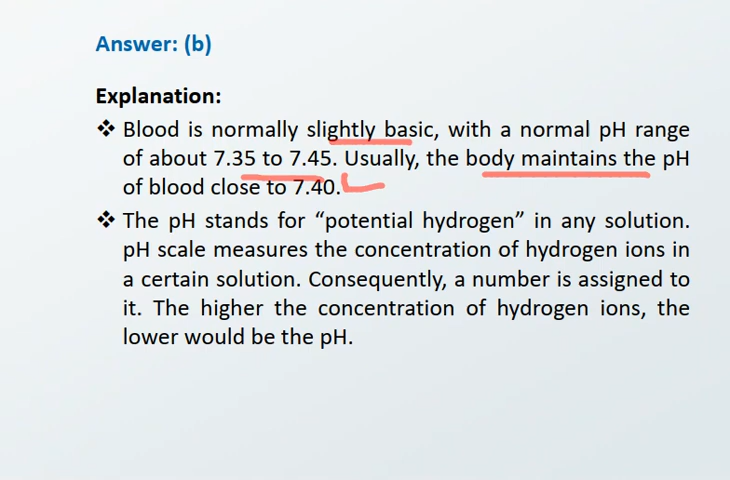 Answer: (b)
Explanation:
❖ Blood is normally slightly basic, with a normal pH range
of about 7.35 to 7.45. Usually, the body maintains the pH
of blood close to 7.40.
❖ The pH stands for “potential hydrogen” in any solution.
pH scale measures the concentration of hydrogen ions in
a certain solution. Consequently, a number is assigned to
it. The higher the concentration of hydrogen ions, the
lower would be the pH.